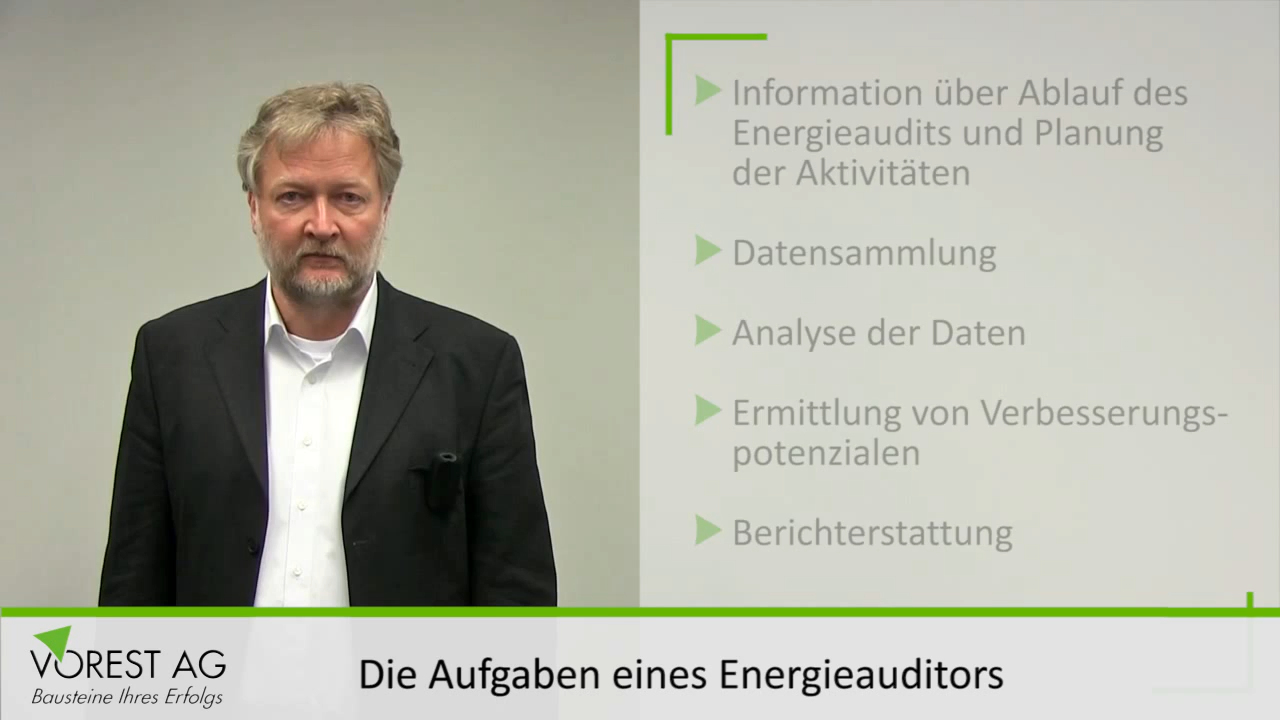 Information über Ablauf des
Energieaudits und Planung
der Aktivitäten
Datensammlung
Analyse der Daten
Ermittlung von Verbesserungs-
potenzialen
Berichterstattung
VOREST AG
Bausteine Ihres Erfolgs
Die Aufgaben eines Energieauditors